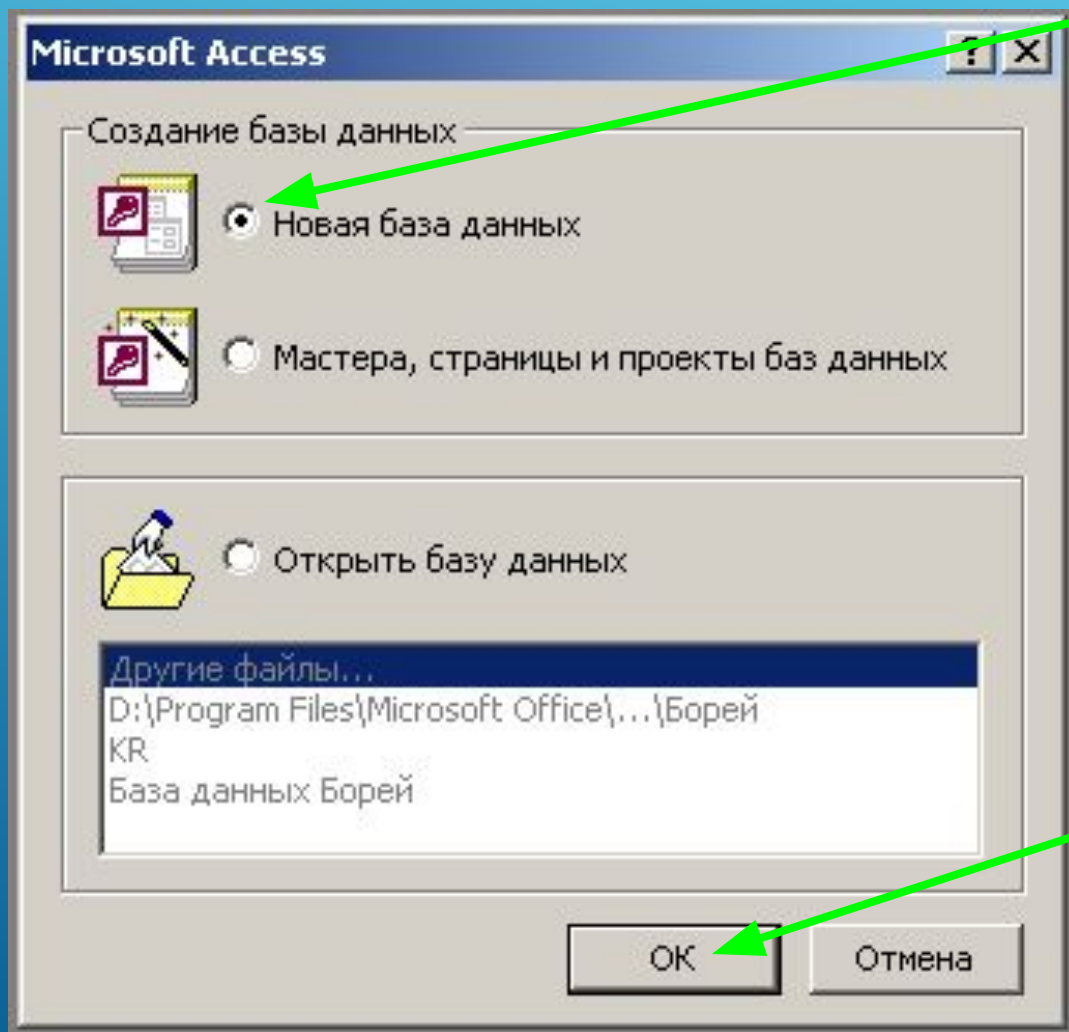 Microsoft Access
Создание базы данных
Новая база данных
Мастера, страницы и проекты баз данных
Открыть базу данных
Другие файлы...
D:\Program Files\Microsoft Office\...\Борей
KR
База данных Борей
ОК
Отмена